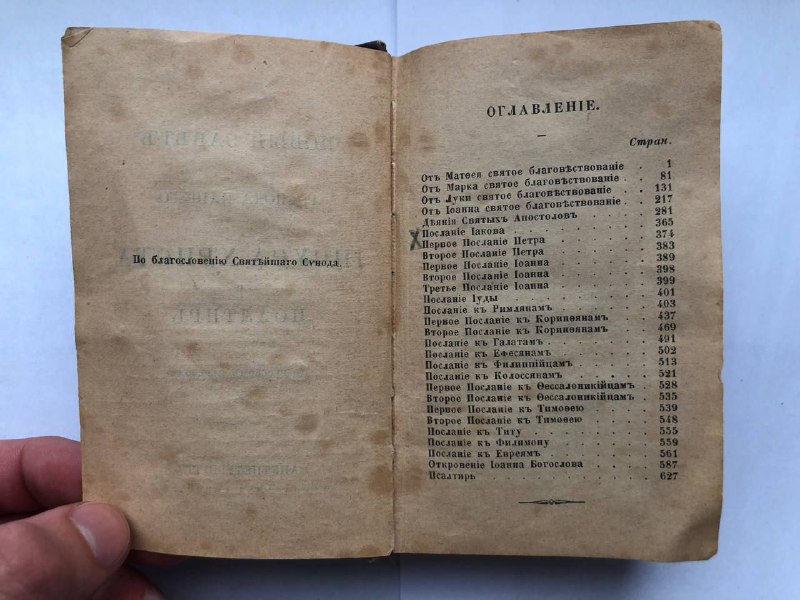 По благословенію Святѣйшаго Сѵнода.
ОГЛАВЛЕНІЕ.
Стран.
Отъ Матѳея святое благовѣствованіе . 1
Отъ Марка святое благовѣствованіе . . 81
Отъ Луки святое благовѣствованіе . . 131
Отъ Іоанна святое благовѣствованіе . . 217
Дѣянія Святыхъ Апостоловъ . . . 281
Посланіе Іакова . . . 365
X Первое Посланіе Петра . . . 374
Второе Посланіе Петра . . . 383
Первое Посланіе Іоанна . . . 389
Второе Посланіе Іоанна . . . 398
Третье Посланіе Іоанна . . . 399
Посланіе Іуды . . . 401
Посланіе къ Римлянамъ . . . 403
Первое Посланіе къ Коринѳянамъ . . . 437
Второе Посланіе къ Коринѳянамъ . . . 469
Посланіе къ Галатамъ . . . 491
Посланіе къ Ефесянамъ . . . 502
Посланіе къ Филиппійцамъ . . . 513
Посланіе къ Колоссянамъ . . . 521
Первое Посланіе къ Ѳессалоникійцамъ . 528
Второе Посланіе къ Ѳессалоникійцамъ . 535
Первое Посланіе къ Тимоѳею . . . 539
Второе Посланіе къ Тимоѳею . . . 548
Посланіе къ Титу . . . 555
Посланіе къ Филимону . . . 559
Посланіе къ Евреямъ . . . 561
Откровеніе Іоанна Богослова . . . 587
Псалтирь . . . 627